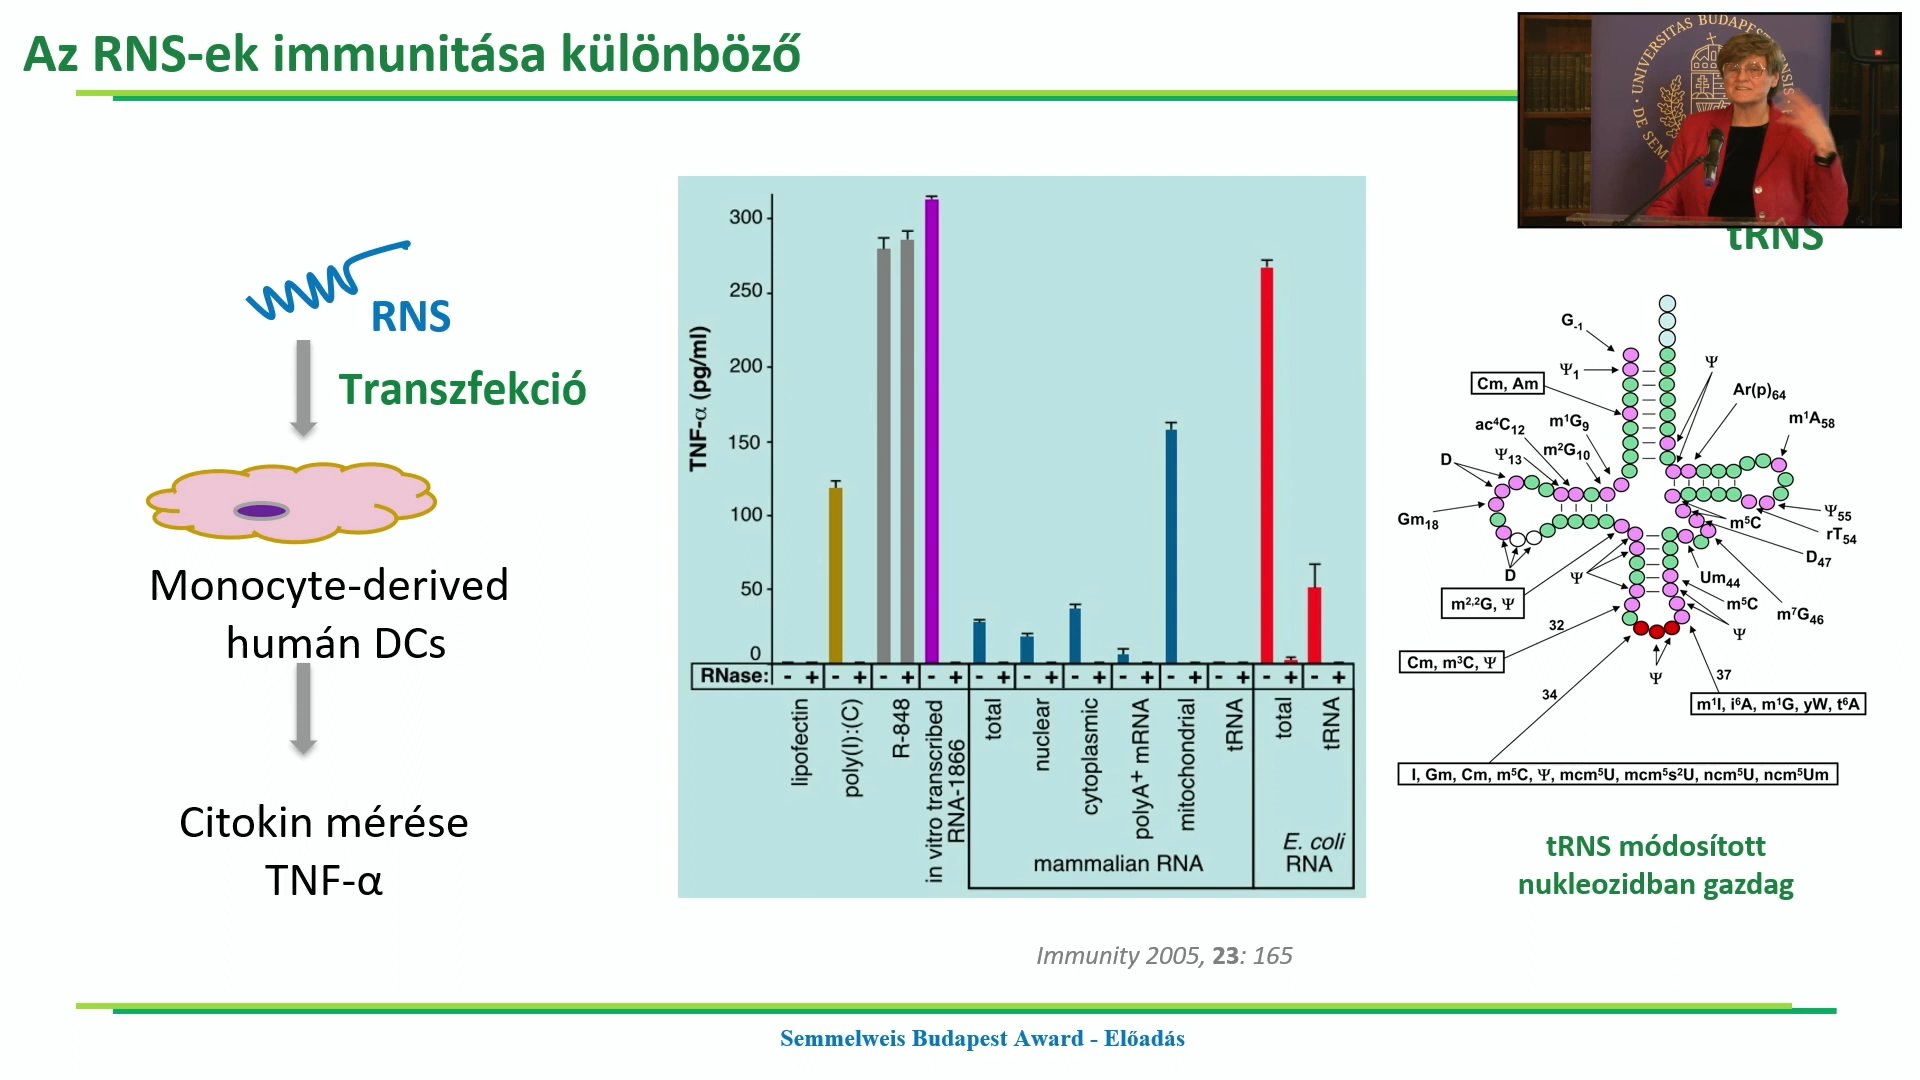 Az RNS-ek immunitása különböző
RNS
Transzfekció
Monocyte-derived
humán DCs
Citokin mérése
TNF-α
TNF-α (pg/ml)
300
250
200
150
100
50
0
RNase: - + - + - + - + - + - + - + - + - + - + - + - +
lipofectin
poly(I):(C)
R-848
in vitro transcribed
RNA-1866
total
nuclear
cytoplasmic
polyA+ mRNA
mitochondrial
tRNA
total
tRNA
mammalian RNA
E. coli
RNA
Immunity 2005, 23: 165
UNIVERSITAS BUDAPEST
ENSIS · DE SEM
tRNS
G-1
Ψ1
Cm, Am
Ψ
Ar(p)64
m¹A58
ac⁴C12
m¹G9
m²G10
Ψ13
D
Gm18
m⁵C
Ψ55
rT54
D47
D
Ψ
Um44
m²,²G, Ψ
m⁵C
m⁷G46
32
Ψ
Cm, m³C, Ψ
Ψ
37
34
m¹I, i⁶A, m¹G, yW, t⁶A
I, Gm, Cm, m⁵C, Ψ, mcm⁵U, mcm⁵s²U, ncm⁵U, ncm⁵Um
tRNS módosított
nukleozidban gazdag
Semmelweis Budapest Award - Előadás